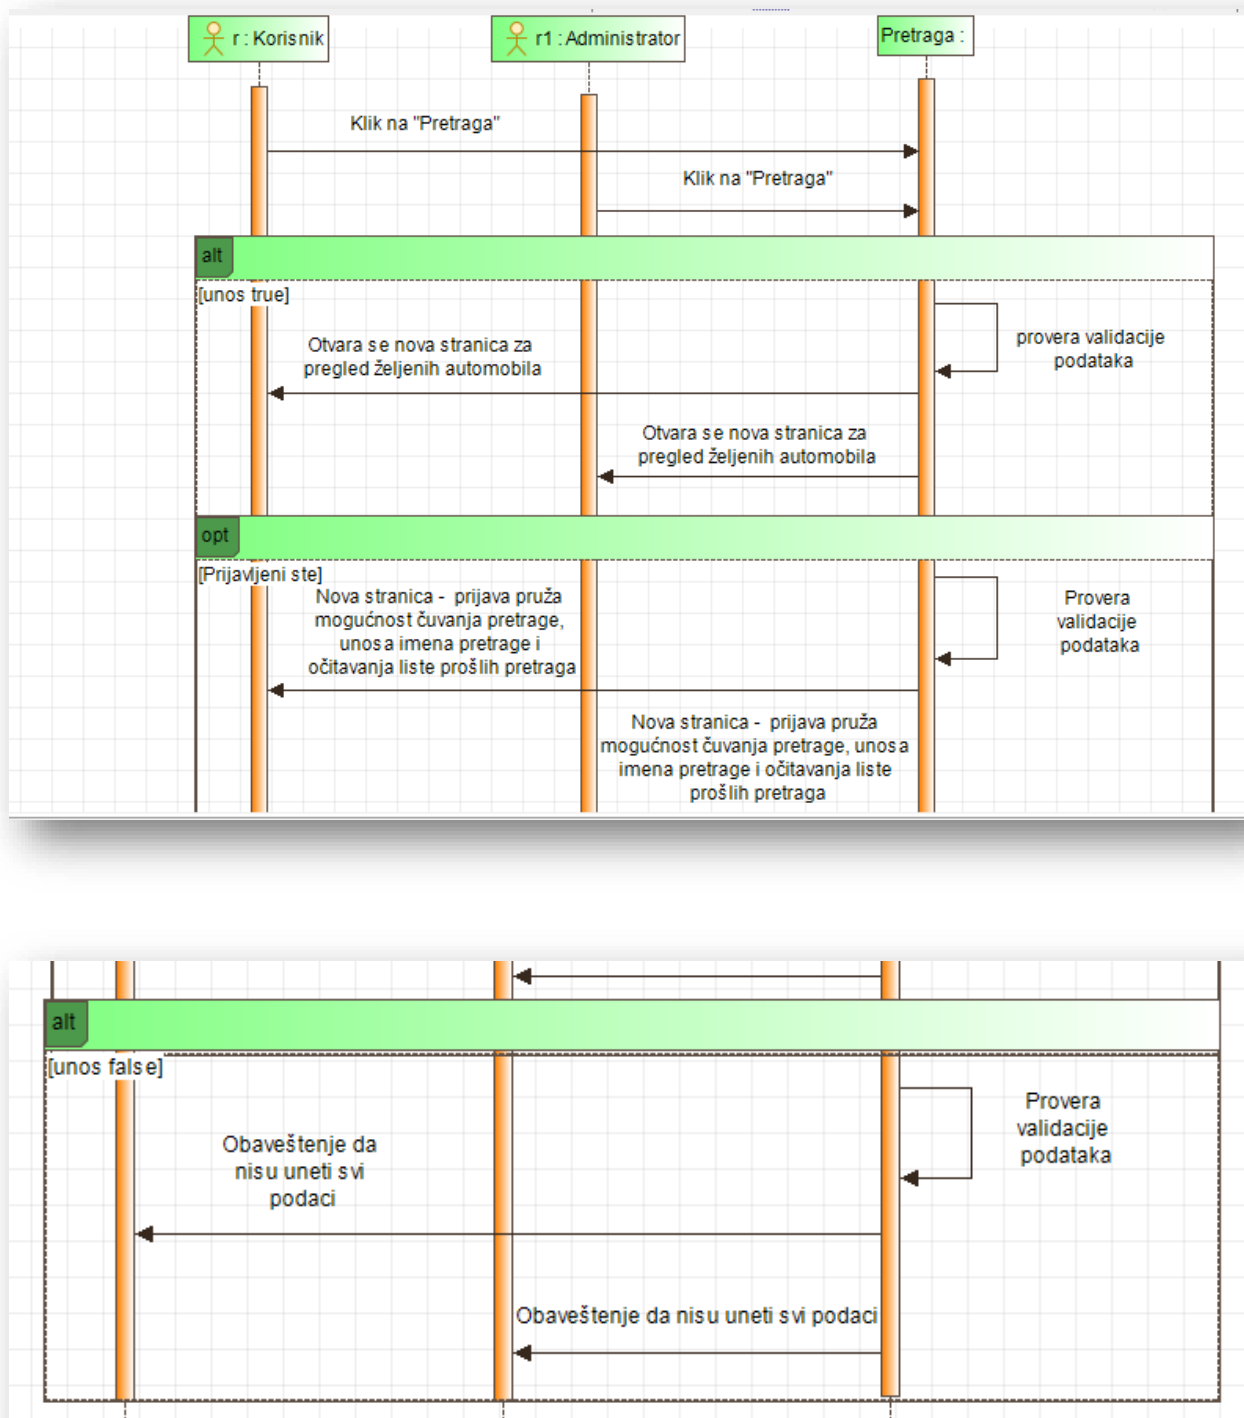 r : Korisnik
r1 : Administrator
Pretraga :
Klik na "Pretraga"
Klik na "Pretraga"
alt
[unos true]
provera validacije
podataka
Otvara se nova stranica za
pregled željenih automobila
Otvara se nova stranica za
pregled željenih automobila
opt
[Prijavljeni ste]
Nova stranica - prijava pruža
mogućnost čuvanja pretrage,
unosa imena pretrage i
očitavanja liste prošlih pretraga
Provera
validacije
podataka
Nova stranica - prijava pruža
mogućnost čuvanja pretrage, unosa
imena pretrage i očitavanja liste
prošlih pretraga
alt
[unos false]
Provera
validacije
podataka
Obaveštenje da
nisu uneti svi
podaci
Obaveštenje da nisu uneti svi podaci